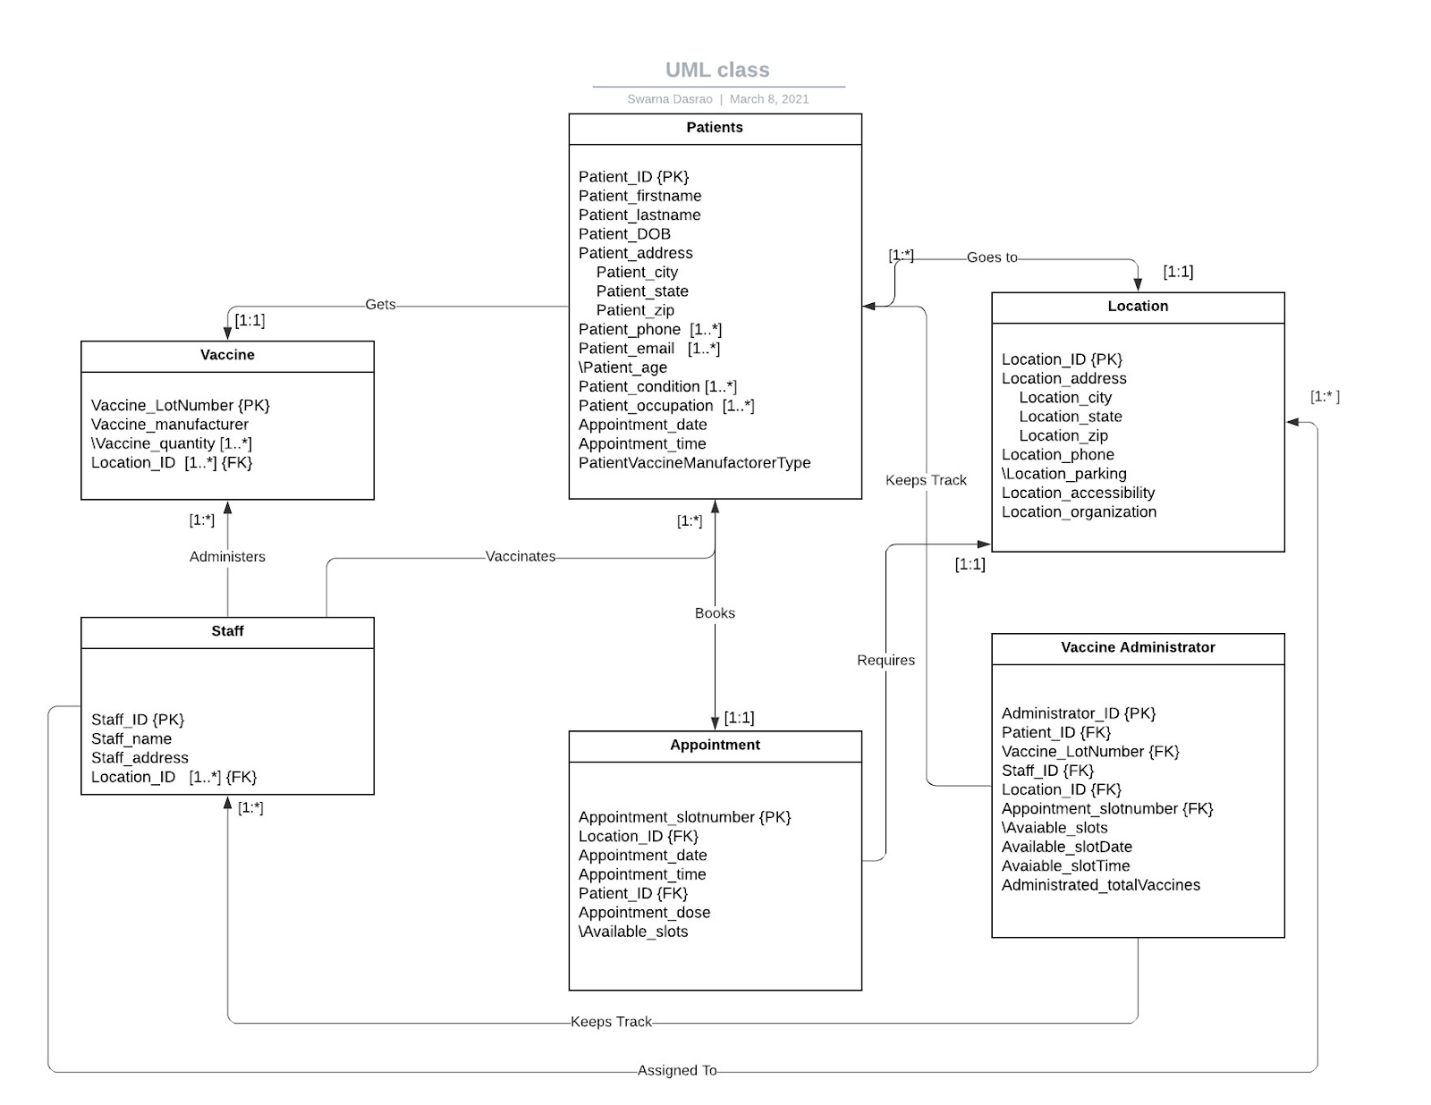 UML class
Swarna Dasrao | March 8, 2021
Patients
Patient_ID {PK}
Patient_firstname
Patient_lastname
Patient_DOB
Patient_address
Patient_city
Patient_state
Patient_zip
Patient_phone [1..*]
Patient_email [1..*]
\Patient_age
Patient_condition [1..*]
Patient_occupation [1..*]
Appointment_date
Appointment_time
PatientVaccineManufactorerType
[1:*]
Goes to
[1:1]
Location
Location_ID {PK}
Location_address
Location_city
Location_state
Location_zip
Location_phone
\Location_parking
Location_accessibility
Location_organization
[1:* ]
Gets
[1:1]
Vaccine
Vaccine_LotNumber {PK}
Vaccine_manufacturer
\Vaccine_quantity [1..*]
Location_ID [1..*] {FK}
Keeps Track
[1:*]
Administers
Vaccinates
[1:*]
Books
[1:1]
Requires
[1:1]
Staff
Staff_ID {PK}
Staff_name
Staff_address
Location_ID [1..*] {FK}
[1:*]
Appointment
Appointment_slotnumber {PK}
Location_ID {FK}
Appointment_date
Appointment_time
Patient_ID {FK}
Appointment_dose
\Available_slots
Vaccine Administrator
Administrator_ID {PK}
Patient_ID {FK}
Vaccine_LotNumber {FK}
Staff_ID {FK}
Location_ID {FK}
Appointment_slotnumber {FK}
\Avaiable_slots
Available_slotDate
Avaiable_slotTime
Administrated_totalVaccines
Keeps Track
Assigned To